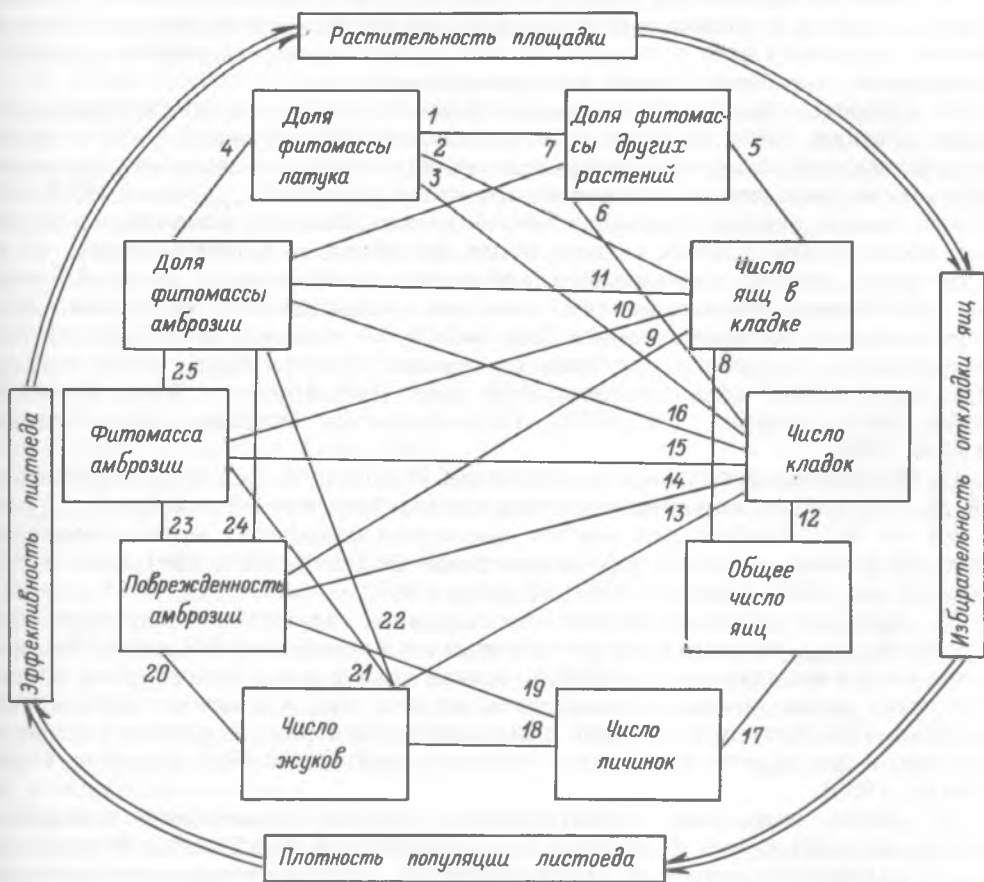 Растительность площадки
Доля
фитомассы
латука
Доля фитомас-
сы других
растений
1
2
3
4
5
6
7
Доля
фитомассы
амброзии
Число
яиц в
кладке
11
10
9
8
25
Фитомасса
амброзии
Число
кладок
16
15
14
13
12
23
24
Поврежденность
амброзии
Общее
число
яиц
22
21
20
19
18
17
Число
жуков
Число
личинок
Эффективность листоеда
Избирательность откладки яиц
Плотность популяции листоеда